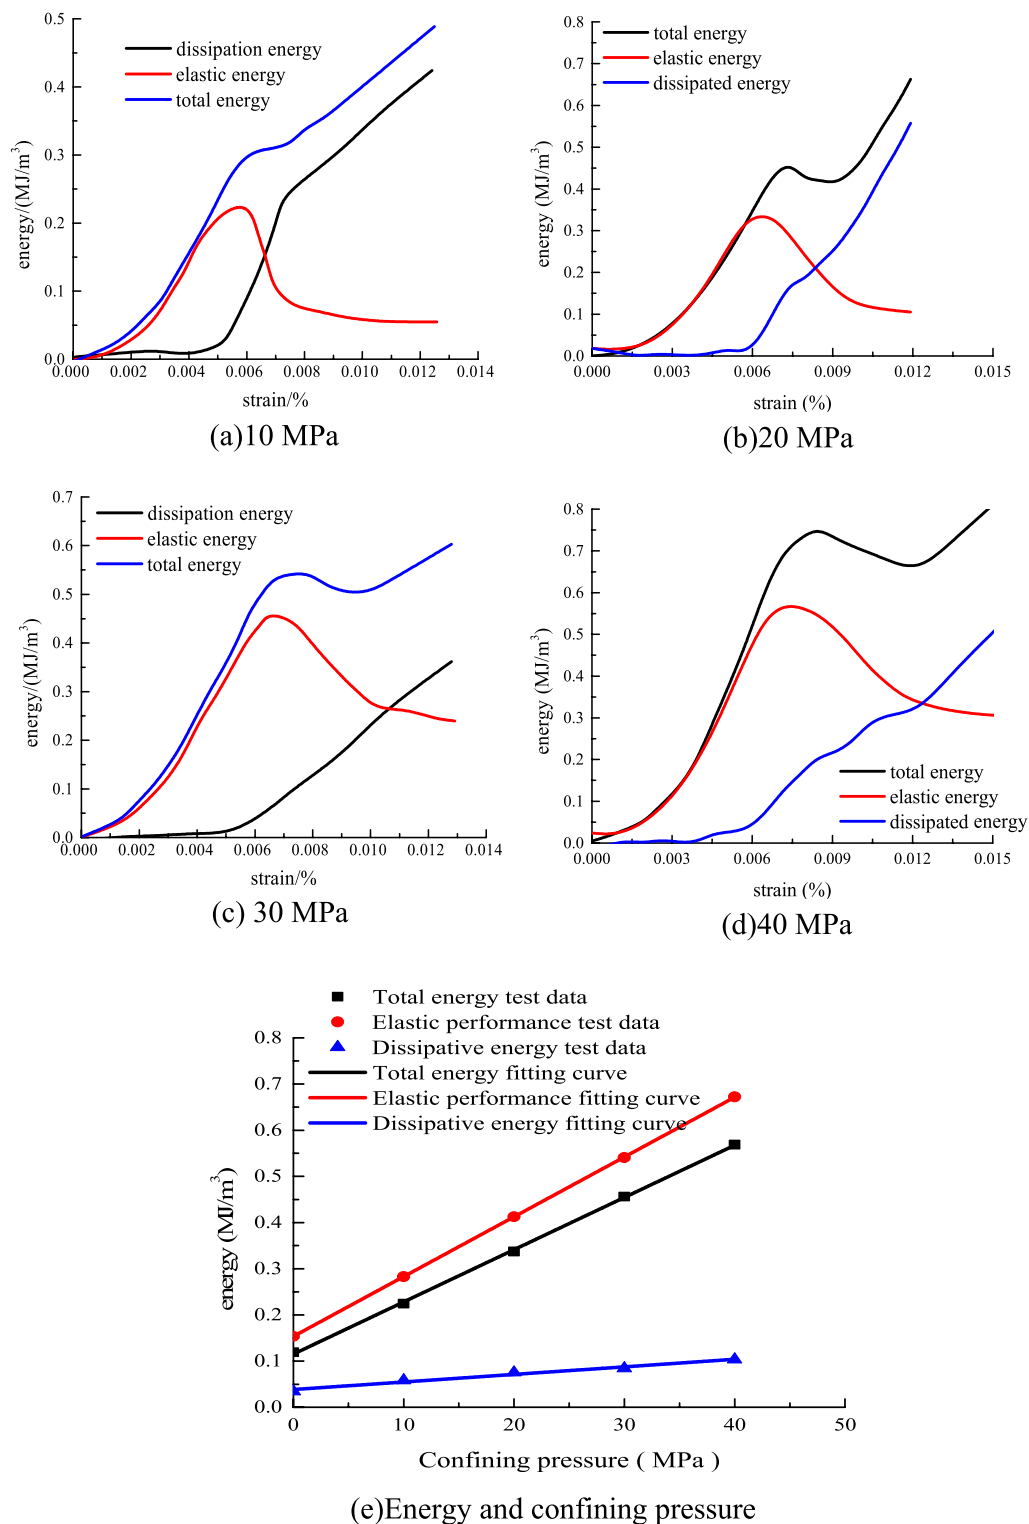 0.5
0.4
0.3
0.2
0.1
0.0
energy/(MJ/m³)
dissipation energy
elastic energy
total energy
0.000 0.002 0.004 0.006 0.008 0.010 0.012 0.014
strain/%
(a)10 MPa
0.8
0.7
0.6
0.5
0.4
0.3
0.2
0.1
0.0
energy (MJ/m³)
total energy
elastic energy
dissipated energy
0.000 0.003 0.006 0.009 0.012 0.015
strain (%)
(b)20 MPa
0.7
0.6
0.5
0.4
0.3
0.2
0.1
0.0
energy/(MJ/m³)
dissipation energy
elastic energy
total energy
0.000 0.002 0.004 0.006 0.008 0.010 0.012 0.014
strain/%
(c) 30 MPa
0.8
0.7
0.6
0.5
0.4
0.3
0.2
0.1
0.0
energy (MJ/m³)
total energy
elastic energy
dissipated energy
0.000 0.003 0.006 0.009 0.012 0.015
strain (%)
(d)40 MPa
Total energy test data
Elastic performance test data
Dissipative energy test data
Total energy fitting curve
Elastic performance fitting curve
Dissipative energy fitting curve
0.8
0.7
0.6
0.5
0.4
0.3
0.2
0.1
0.0
energy (MJ/m³)
0 10 20 30 40 50
Confining pressure ( MPa )
(e)Energy and confining pressure